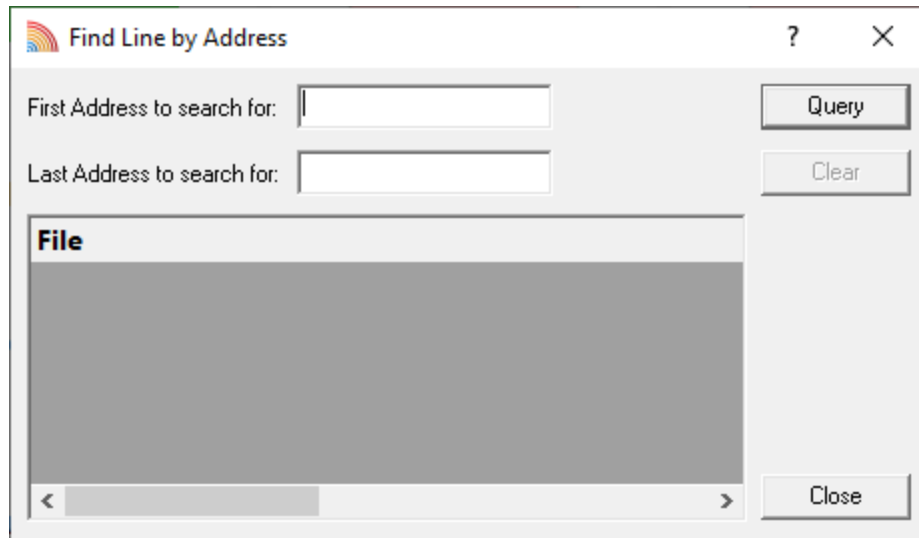 Find Line by Address ?
First Address to search for: Query
Last Address to search for: Clear
File
Close